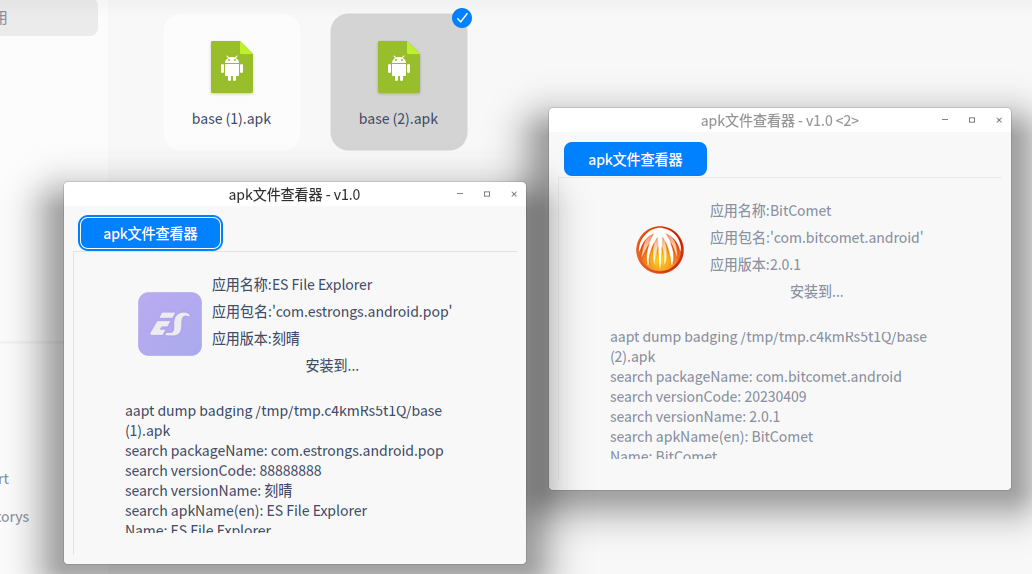 用
base (1).apk
base (2).apk
rt
torys
apk文件查看器 - v1.0
apk文件查看器
ES
应用名称:ES File Explorer
应用包名:'com.estrongs.android.pop'
应用版本:刻晴
安装到...
aapt dump badging /tmp/tmp.c4kmRs5t1Q/base
(1).apk
search packageName: com.estrongs.android.pop
search versionCode: 88888888
search versionName: 刻晴
search apkName(en): ES File Explorer
Name: ES File Explorer
apk文件查看器 - v1.0 <2>
apk文件查看器
应用名称:BitComet
应用包名:'com.bitcomet.android'
应用版本:2.0.1
安装到...
aapt dump badging /tmp/tmp.c4kmRs5t1Q/base
(2).apk
search packageName: com.bitcomet.android
search versionCode: 20230409
search versionName: 2.0.1
search apkName(en): BitComet
Name: BitComet